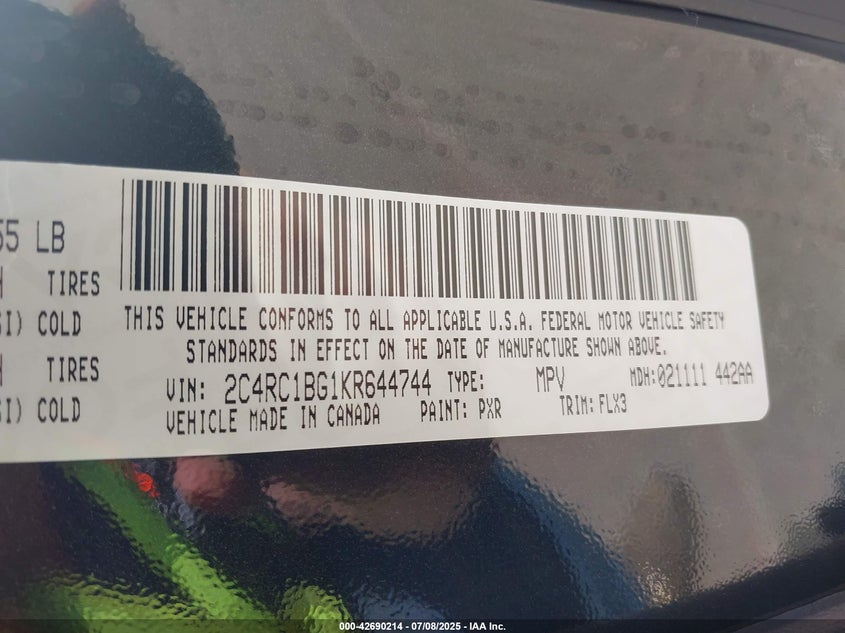 55 LB
TIRES
SI) COLD
TIRES
SI) COLD
THIS VEHICLE CONFORMS TO ALL APPLICABLE U.S.A. FEDERAL MOTOR VEHICLE SAFETY
STANDARDS IN EFFECT ON THE DATE OF MANUFACTURE SHOWN ABOVE.
VIN: 2C4RC1BG1KR644744 TYPE: MPV MDH:021111 442AA
VEHICLE MADE IN CANADA PAINT: PXR TRIM: FLX3
000-42690214 - 07/08/2025 - IAA Inc.